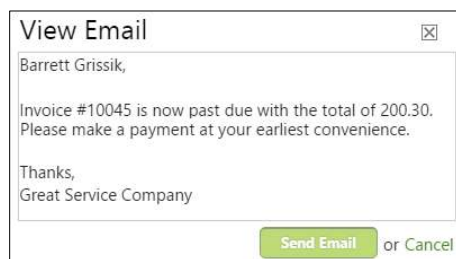 View Email
Barrett Grissik,
Invoice #10045 is now past due with the total of 200.30.
Please make a payment at your earliest convenience.
Thanks,
Great Service Company
Send Email or Cancel